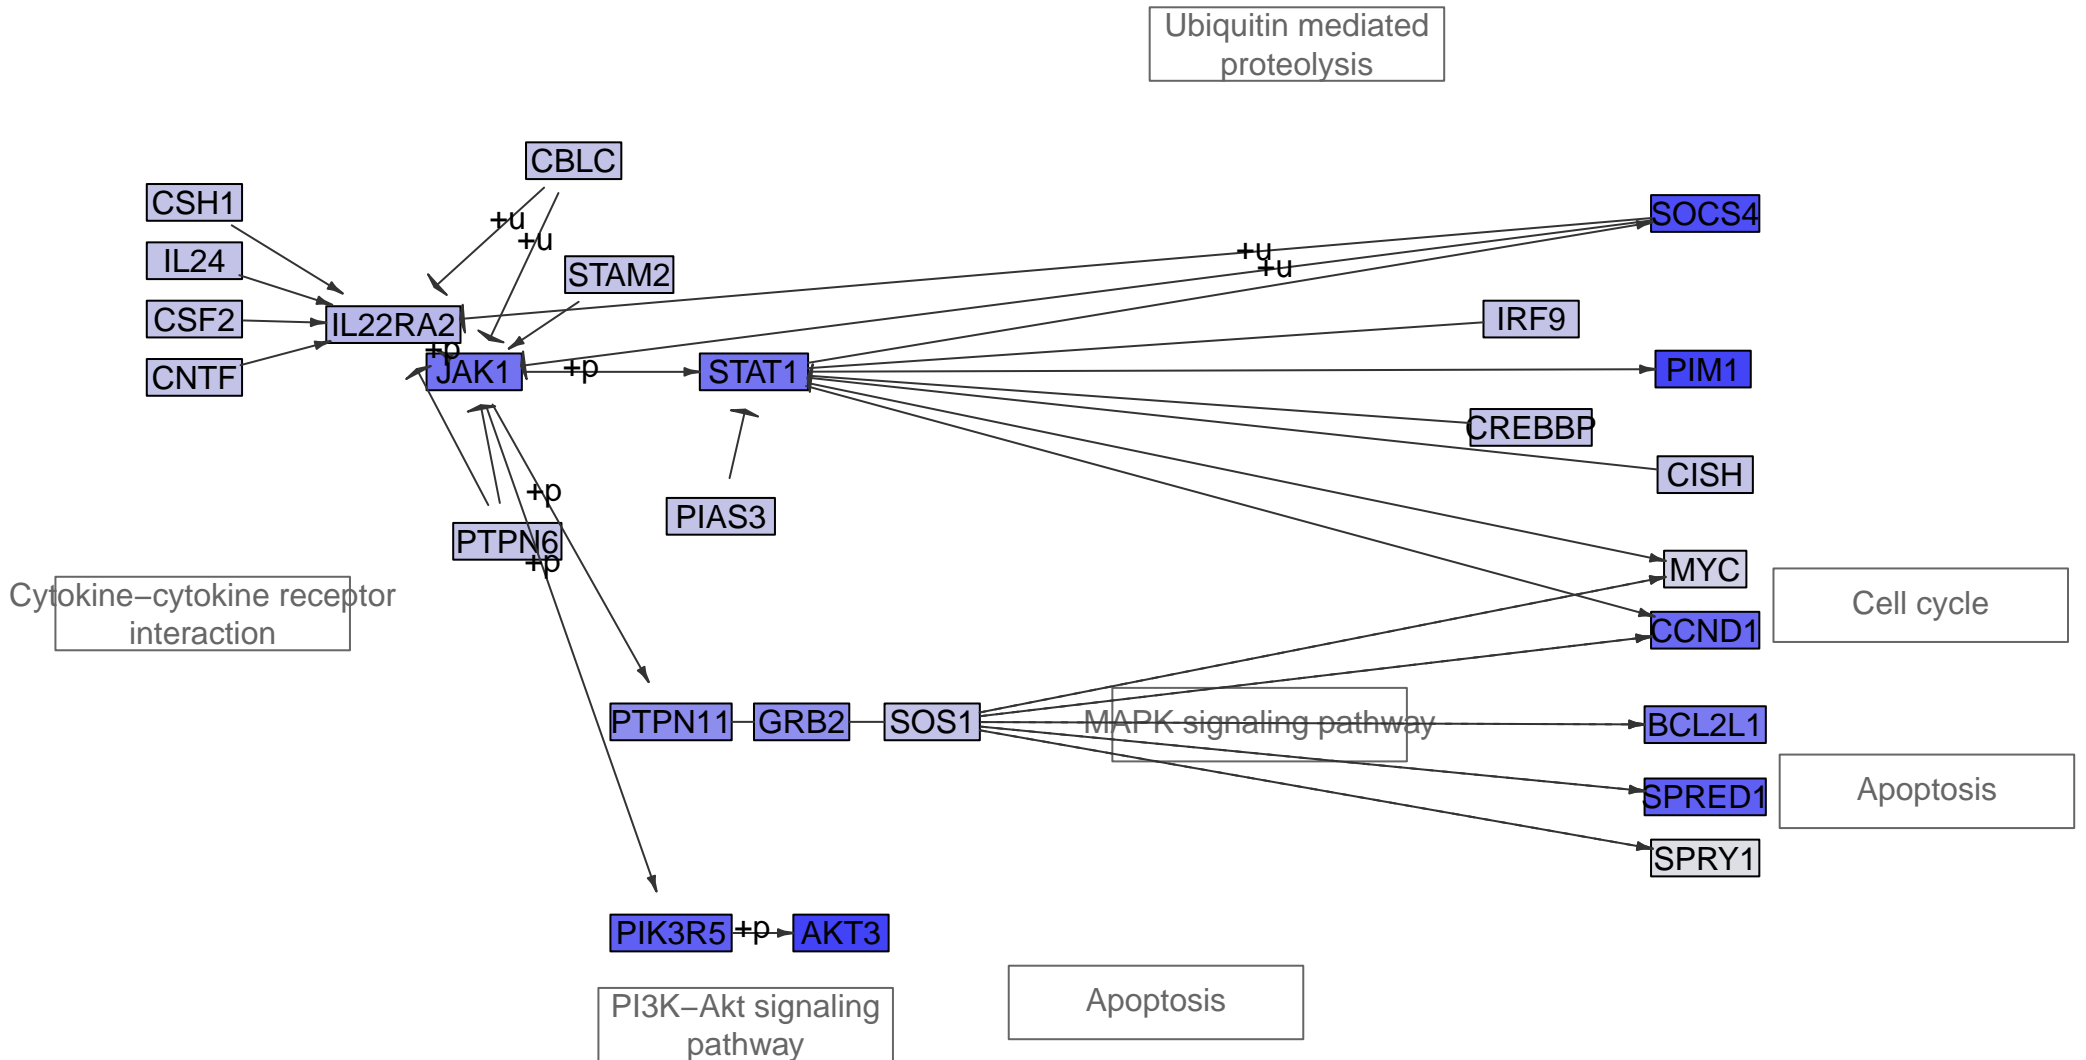 Ubiquitin mediated
proteolysis
CBLC
CSH1
SOCS4
+u
+u
IL24
STAM2
+u
+u
CSF2
IL22RA2
IRF9
+p
CNTF
JAK1
+p
STAT1
PIM1
CREBBP
CISH
+p
PIAS3
PTPN6
+p
MYC
Cytokine–cytokine receptor
interaction
Cell cycle
CCND1
PTPN11
GRB2
SOS1
MAPK signaling pathway
BCL2L1
SPRED1
Apoptosis
SPRY1
PIK3R5
+p
AKT3
PI3K–Akt signaling
pathway
Apoptosis